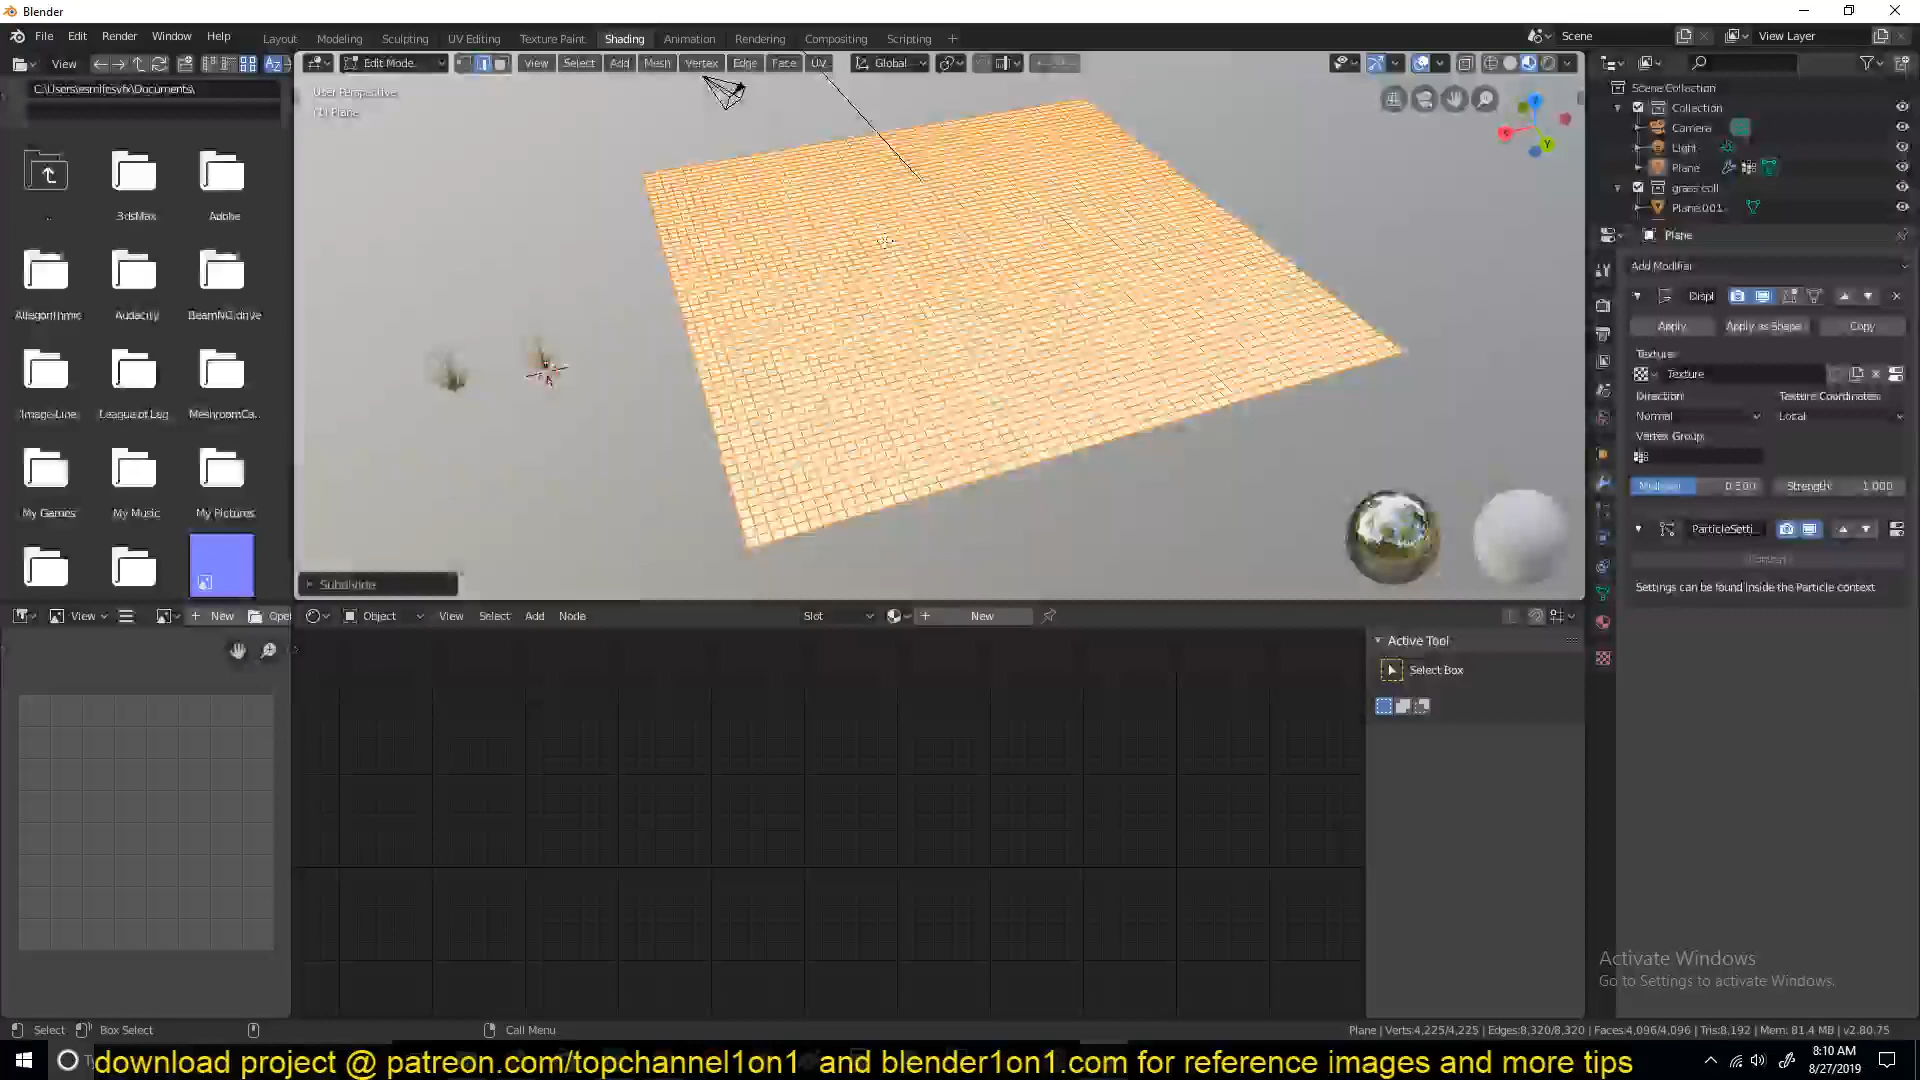 Blender
File Edit Render Window Help
Layout Modeling Sculpting UV Editing Texture Paint Shading Animation Rendering Compositing Scripting
Scene
View Layer
View
C:\Users\esmilesvfx\Documents\
..
3dsMax
Adobe
Allegorithmic
Audacity
BeamNG.drive
Image-Line
League of Leg..
MeshroomCa..
My Games
My Music
My Pictures
Edit Mode
View Select Add Mesh Vertex Edge Face UV
Global
User Perspective
(1) Plane
Subdivide
Scene Collection
Collection
Camera
Light
Plane
grass coll
Plane.001
Plane
Add Modifier
Displ
Apply
Apply as Shape
Copy
Texture:
Texture
Direction:
Texture Coordinates:
Normal
Local
Vertex Group:
0.500
Strength:
1.000
ParticleSetti..
Settings can be found inside the Particle context
View
New
Open
Object
View Select Add Node
Slot
New
Active Tool
Select Box
Activate Windows
Go to Settings to activate Windows.
Select
Box Select
Call Menu
Plane | Verts:4,225/4,225 | Edges:8,320/8,320 | Faces:4,096/4,096 | Tris:8,192 | Mem: 81.4 MB | v2.80.75
download project @ patreon.com/topchannel1on1 and blender1on1.com for reference images and more tips
8:10 AM
8/27/2019